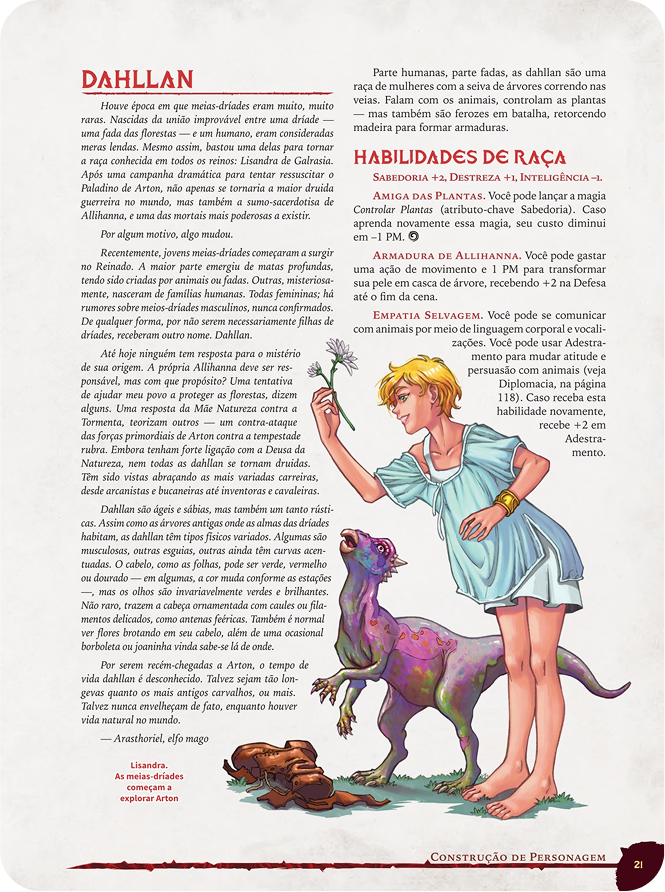 DAHLLAN
Houve época em que meias-dríades eram muito, muito
raras. Nascidas da união improvável entre uma dríade —
uma fada das florestas — e um humano, eram consideradas
meras lendas. Mesmo assim, bastou uma delas para tornar
a raça conhecida em todos os reinos: Lisandra de Galrasia.
Após uma campanha dramática para tentar ressuscitar o
Paladino de Arton, não apenas se tornaria a maior druida
guerreira no mundo, mas também a sumo-sacerdotisa de
Allihanna, e uma das mortais mais poderosas a existir.
Por algum motivo, algo mudou.
Recentemente, jovens meias-dríades começaram a surgir
no Reinado. A maior parte emergiu de matas profundas,
tendo sido criadas por animais ou fadas. Outras, misteriosa-
mente, nasceram de famílias humanas. Todas femininas; há
rumores sobre meios-dríades masculinos, nunca confirmados.
De qualquer forma, por não serem necessariamente filhas de
dríades, receberam outro nome. Dahllan.
Até hoje ninguém tem resposta para o mistério
de sua origem. A própria Allihanna deve ser res-
ponsável, mas com que propósito? Uma tentativa
de ajudar meu povo a proteger as florestas, dizem
alguns. Uma resposta da Mãe Natureza contra a
Tormenta, teorizam outros — um contra-ataque
das forças primordiais de Arton contra a tempestade
rubra. Embora tenham forte ligação com a Deusa da
Natureza, nem todas as dahllan se tornam druidas.
Têm sido vistas abraçando as mais variadas carreiras,
desde arcanistas e bucaneiras até inventoras e cavaleiras.
Dahllan são ágeis e sábias, mas também um tanto rústi-
cas. Assim como as árvores antigas onde as almas das dríades
habitam, as dahllan têm tipos físicos variados. Algumas são
musculosas, outras esguias, outras ainda têm curvas acen-
tuadas. O cabelo, como as folhas, pode ser verde, vermelho
ou dourado — em algumas, a cor muda conforme as estações
—, mas os olhos são invariavelmente verdes e brilhantes.
Não raro, trazem a cabeça ornamentada com caules ou fila-
mentos delicados, como antenas feéricas. Também é normal
ver flores brotando em seu cabelo, além de uma ocasional
borboleta ou joaninha vinda sabe-se lá de onde.
Por serem recém-chegadas a Arton, o tempo de
vida dahllan é desconhecido. Talvez sejam tão lon-
gevas quanto os mais antigos carvalhos, ou mais.
Talvez nunca envelheçam de fato, enquanto houver
vida natural no mundo.
— Arasthoriel, elfo mago
Lisandra.
As meias-dríades
começam a
explorar Arton
Parte humanas, parte fadas, as dahllan são uma
raça de mulheres com a seiva de árvores correndo nas
veias. Falam com os animais, controlam as plantas
— mas também são ferozes em batalha, retorcendo
madeira para formar armaduras.
HABILIDADES DE RAÇA
Sabedoria +2, Destreza +1, Inteligência –1.
Amiga das Plantas. Você pode lançar a magia
Controlar Plantas (atributo-chave Sabedoria). Caso
aprenda novamente essa magia, seu custo diminui
em –1 PM.
Armadura de Allihanna. Você pode gastar
uma ação de movimento e 1 PM para transformar
sua pele em casca de árvore, recebendo +2 na Defesa
até o fim da cena.
Empatia Selvagem. Você pode se comunicar
com animais por meio de linguagem corporal e vocali-
zações. Você pode usar Adestra-
mento para mudar atitude e
persuasão com animais (veja
Diplomacia, na página
118). Caso receba esta
habilidade novamente,
recebe +2 em
Adestra-
mento.
Construção de Personagem
21